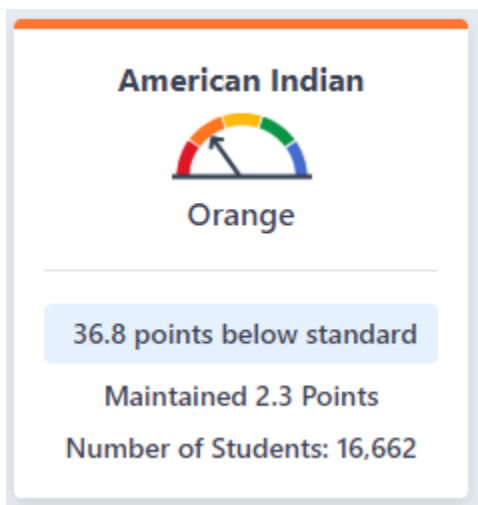 American Indian
Orange
36.8 points below standard
Maintained 2.3 Points
Number of Students: 16,662